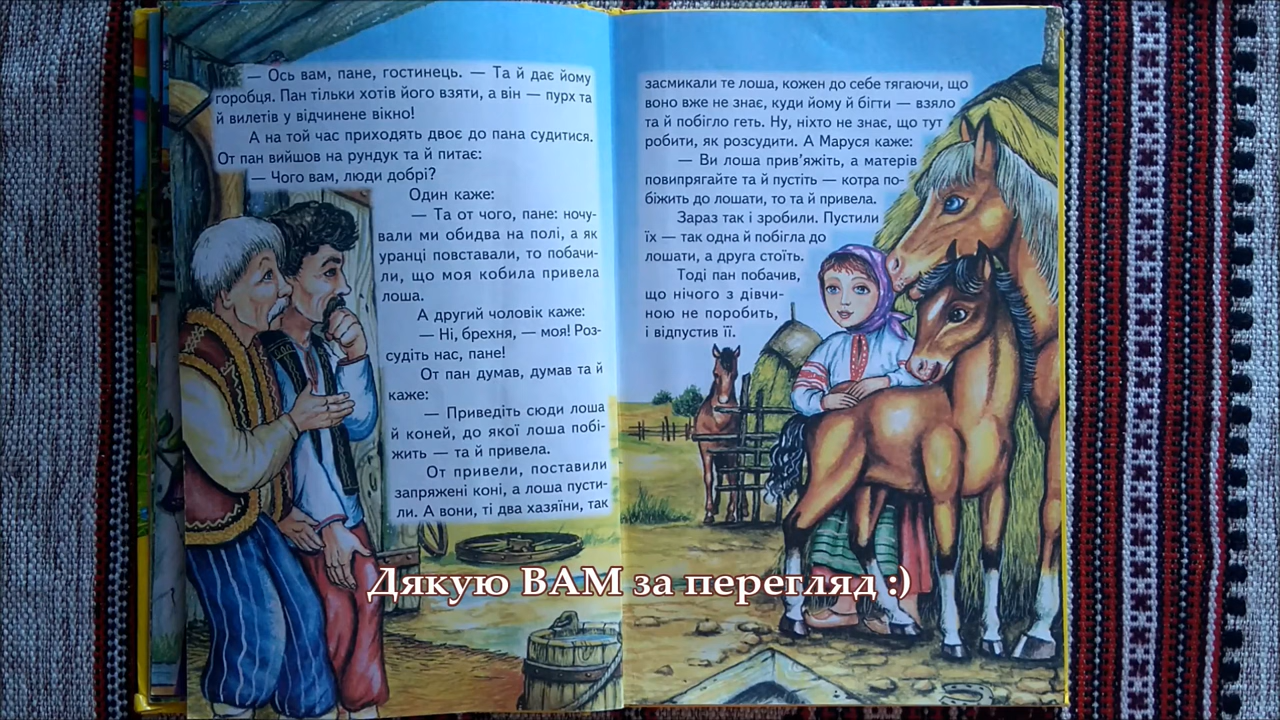 — Ось вам, пане, гостинець. — Та й дає йому
горобця. Пан тільки хотів його взяти, а він — пурх та
й вилетів у відчинене вікно!
А на той час приходять двоє до пана судитися.
От пан вийшов на рундук та й питає:
— Чого вам, люди добрі?
Один каже:
— Та от чого, пане: ночу-
вали ми обидва на полі, а як
уранці повставали, то побачи-
ли, що моя кобила привела
лоша.
А другий чоловік каже:
— Ні, брехня, — моя! Роз-
судіть нас, пане!
От пан думав, думав та й
каже:
— Приведіть сюди лоша
й коней, до якої лоша побі-
жить — та й привела.
От привели, поставили
запряжені коні, а лоша пусти-
ли. А вони, ті два хазяїни, так
засмикали те лоша, кожен до себе тягаючи, що
воно вже не знає, куди йому й бігти — взяло
та й побігло геть. Ну, ніхто не знає, що тут
робити, як розсудити. А Маруся каже:
— Ви лоша прив’яжіть, а матерів
повипрягайте та й пустіть — котра по-
біжить до лошати, то та й привела.
Зараз так і зробили. Пустили
їх — так одна й побігла до
лошати, а друга стоїть.
Тоді пан побачив,
що нічого з дівчи-
ною не поробить,
і відпустив її.
Дякую ВАМ за перегляд :)